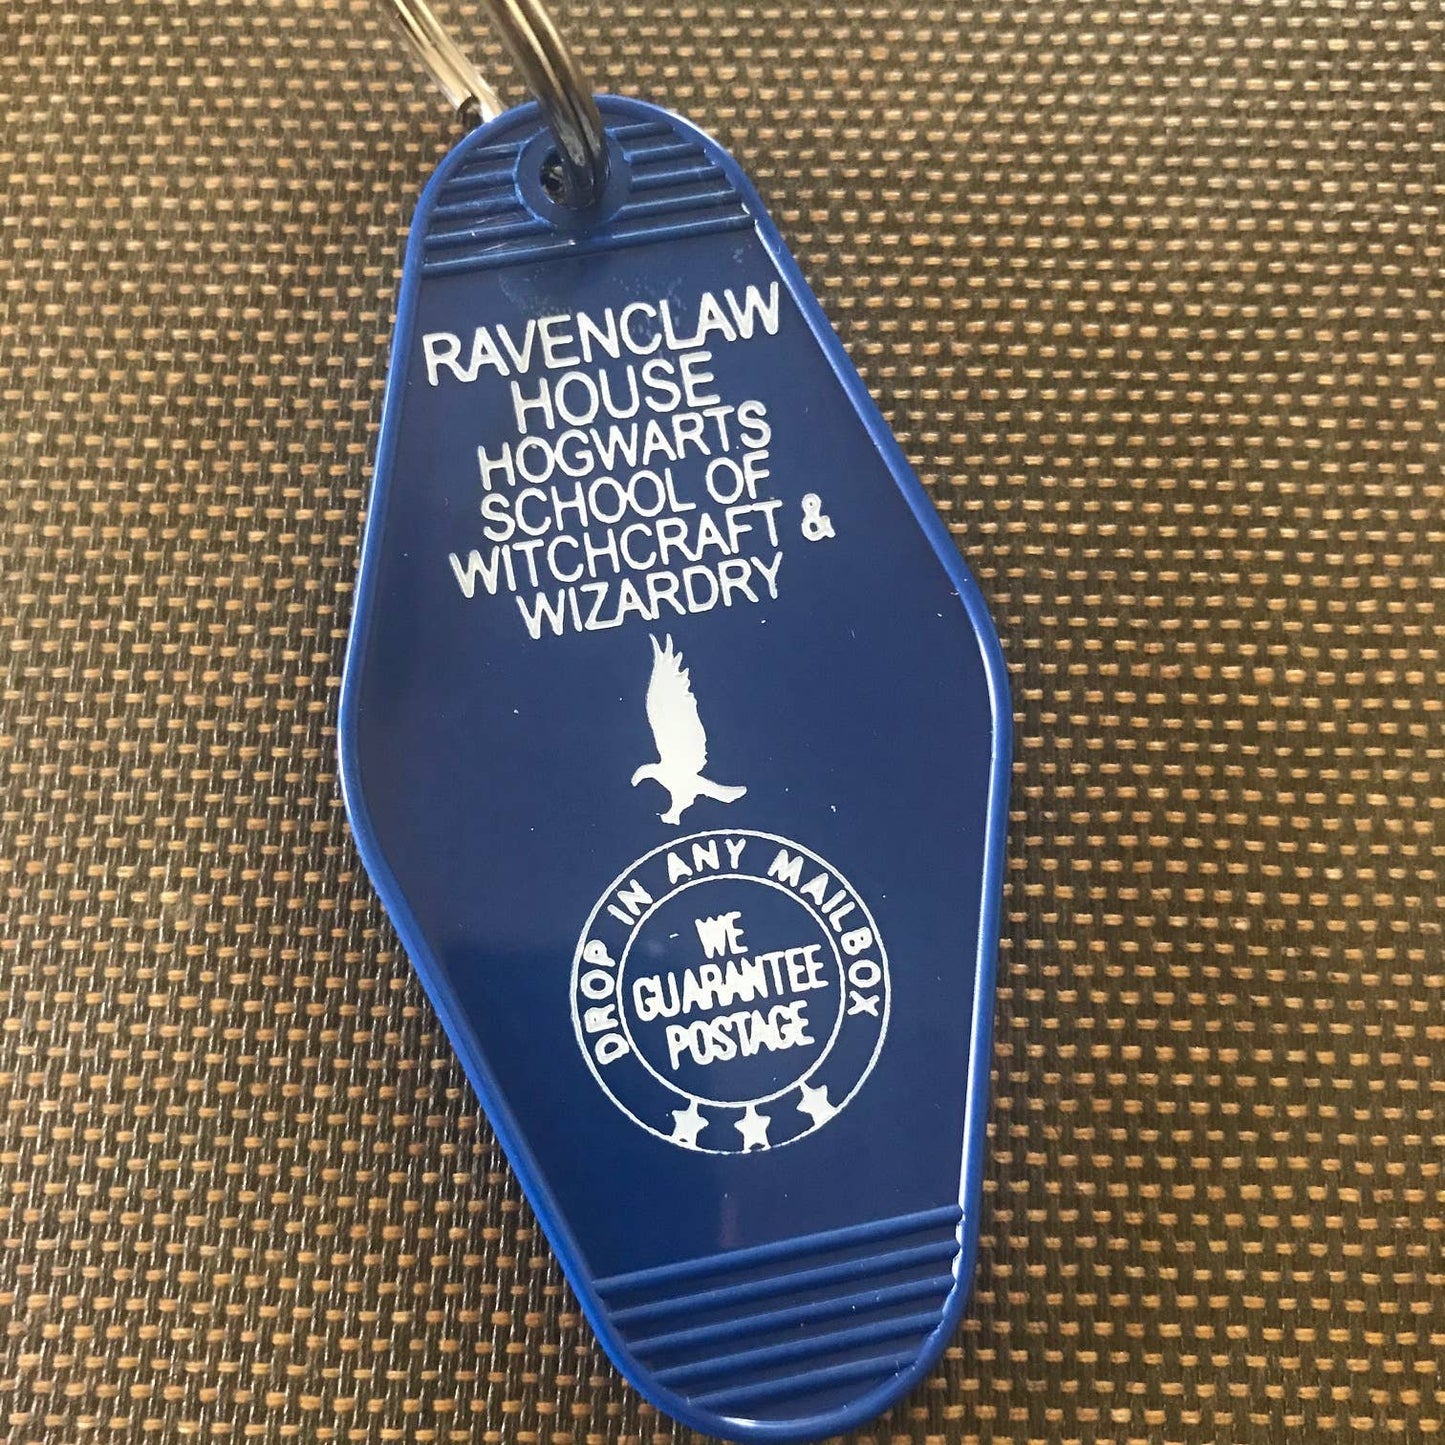 RAVENCLAW
HOUSE
HOGWARTS
SCHOOL OF
WITCHCRAFT &
WIZARDRY
DROP IN ANY MAILBOX
WE
GUARANTEE
POSTAGE